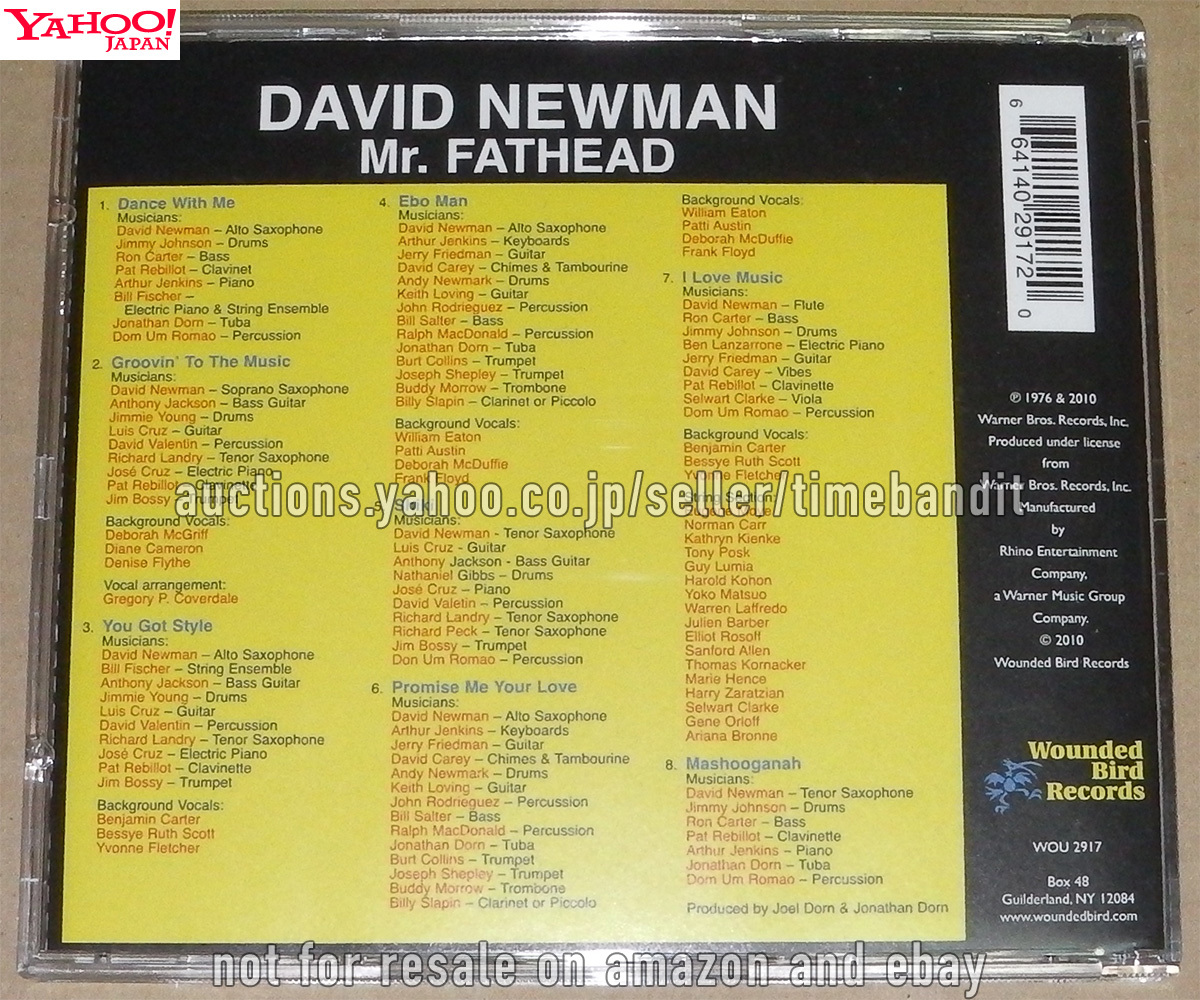 YAHOO!
JAPAN
DAVID NEWMAN
Mr. FATHEAD
1. Dance With Me
Musicians:
David Newman – Alto Saxophone
Jimmy Johnson – Drums
Ron Carter – Bass
Pat Rebillot – Clavinet
Arthur Jenkins – Piano
Bill Fischer –
Electric Piano & String Ensemble
Jonathan Dorn – Tuba
Dom Um Romao – Percussion
2. Groovin' To The Music
Musicians:
David Newman – Soprano Saxophone
Anthony Jackson – Bass Guitar
Jimmie Young – Drums
Luis Cruz – Guitar
David Valentin – Percussion
Richard Landry – Tenor Saxophone
José Cruz – Electric Piano
Pat Rebillot – Clavinette
Jim Bossy – Trumpet
Background Vocals:
Deborah McGriff
Diane Cameron
Denise Flythe
Vocal arrangement:
Gregory P. Coverdale
3. You Got Style
Musicians:
David Newman – Alto Saxophone
Bill Fischer – String Ensemble
Anthony Jackson – Bass Guitar
Jimmie Young – Drums
Luis Cruz – Guitar
David Valentin – Percussion
Richard Landry – Tenor Saxophone
José Cruz – Electric Piano
Pat Rebillot – Clavinette
Jim Bossy – Trumpet
Background Vocals:
Benjamin Carter
Bessye Ruth Scott
Yvonne Fletcher
4. Ebo Man
Musicians:
David Newman – Alto Saxophone
Arthur Jenkins – Keyboards
Jerry Friedman – Guitar
David Carey – Chimes & Tambourine
Andy Newmark – Drums
Keith Loving – Guitar
John Rodrieguez – Percussion
Bill Salter – Bass
Ralph MacDonald – Percussion
Jonathan Dorn – Tuba
Burt Collins – Trumpet
Joseph Shepley – Trumpet
Buddy Morrow – Trombone
Billy Slapin – Clarinet or Piccolo
Background Vocals:
William Eaton
Patti Austin
Deborah McDuffie
Frank Floyd
Musicians:
David Newman - Tenor Saxophone
Luis Cruz - Guitar
Anthony Jackson - Bass Guitar
Nathaniel Gibbs – Drums
José Cruz – Piano
David Valetin – Percussion
Richard Landry – Tenor Saxophone
Richard Peck – Tenor Saxophone
Jim Bossy – Trumpet
Don Um Romao – Percussion
6. Promise Me Your Love
Musicians:
David Newman – Alto Saxophone
Arthur Jenkins – Keyboards
Jerry Friedman – Guitar
David Carey – Chimes & Tambourine
Andy Newmark – Drums
Keith Loving – Guitar
John Rodrieguez – Percussion
Bill Salter – Bass
Ralph MacDonald – Percussion
Jonathan Dorn – Tuba
Burt Collins – Trumpet
Joseph Shepley – Trumpet
Buddy Morrow – Trombone
Billy Slapin – Clarinet or Piccolo
Background Vocals:
William Eaton
Patti Austin
Deborah McDuffie
Frank Floyd
7. I Love Music
Musicians:
David Newman – Flute
Ron Carter – Bass
Jimmy Johnson – Drums
Ben Lanzarrone – Electric Piano
Jerry Friedman – Guitar
David Carey – Vibes
Pat Rebillot – Clavinette
Selwart Clarke – Viola
Dom Um Romao – Percussion
Background Vocals:
Benjamin Carter
Bessye Ruth Scott
Yvonne Fletcher
String Section:
Norman Carr
Kathryn Kienke
Tony Posk
Guy Lumia
Harold Kohon
Yoko Matsuo
Warren Laffredo
Julien Barber
Elliot Rosoff
Sanford Allen
Thomas Kornacker
Marie Hence
Harry Zaratzian
Selwart Clarke
Gene Orloff
Ariana Bronne
8. Mashooganah
Musicians:
David Newman – Tenor Saxophone
Jimmy Johnson – Drums
Ron Carter – Bass
Pat Rebillot – Clavinette
Arthur Jenkins – Piano
Jonathan Dorn – Tuba
Dom Um Romao – Percussion
Produced by Joel Dorn & Jonathan Dorn
6 64140 29172 0
℗ 1976 & 2010
Warner Bros. Records, Inc.
Produced under license
from
Warner Bros. Records, Inc.
Manufactured
by
Rhino Entertainment
Company,
a Warner Music Group
Company.
© 2010
Wounded Bird Records
Wounded
Bird
Records
WOU 2917
Box 48
Guilderland, NY 12084
www.woundedbird.com
auctions.yahoo.co.jp/seller/timebandit
not for resale on amazon and ebay